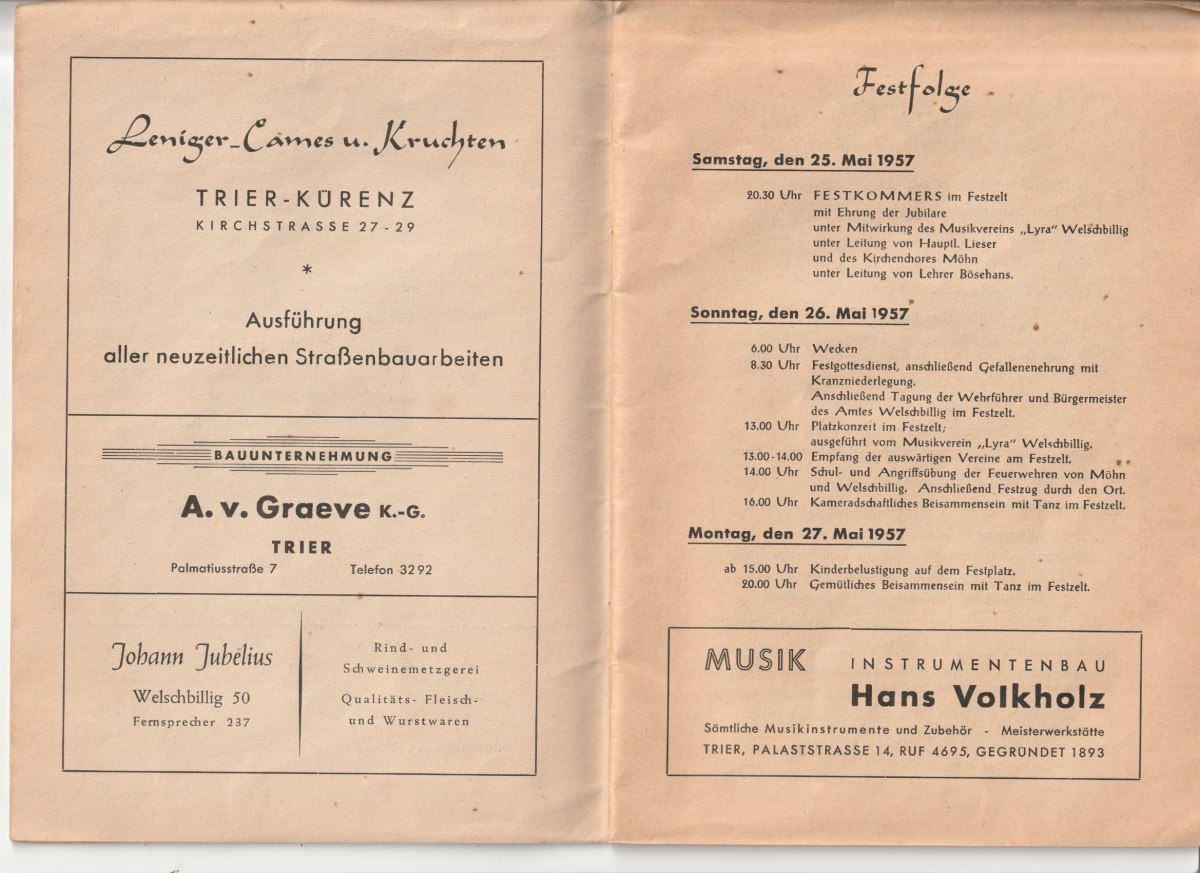 Leniger-Cames u. Kruchten
TRIER-KÜRENZ
KIRCHSTRASSE 27-29
*
Ausführung
aller neuzeitlichen Straßenbauarbeiten
BAUUNTERNEHMUNG
A. v. Graeve K.-G.
TRIER
Palmatiusstraße 7 Telefon 3292
Johann Jubelius
Welschbillig 50
Fernsprecher 237
Rind- und
Schweinemetzgerei
Qualitäts- Fleisch-
und Wurstwaren
Festfolge
Samstag, den 25. Mai 1957
20.30 Uhr FESTKOMMERS im Festzelt
mit Ehrung der Jubilare
unter Mitwirkung des Musikvereins „Lyra“ Welschbillig
unter Leitung von Hauptl. Lieser
und des Kirchenchores Möhn
unter Leitung von Lehrer Bösehans.
Sonntag, den 26. Mai 1957
6.00 Uhr Wecken
8.30 Uhr Festgottesdienst, anschließend Gefallenenehrung mit
Kranzniederlegung.
Anschließend Tagung der Wehrführer und Bürgermeister
des Amtes Welschbillig im Festzelt.
13.00 Uhr Platzkonzert im Festzelt;
ausgeführt vom Musikverein „Lyra“ Welschbillig.
13.00-14.00 Empfang der auswärtigen Vereine am Festzelt.
14.00 Uhr Schul- und Angriffsübung der Feuerwehren von Möhn
und Welschbillig. Anschließend Festzug durch den Ort.
16.00 Uhr Kameradschaftliches Beisammensein mit Tanz im Festzelt.
Montag, den 27. Mai 1957
ab 15.00 Uhr Kinderbelustigung auf dem Festplatz.
20.00 Uhr Gemütliches Beisammensein mit Tanz im Festzelt.
MUSIK INSTRUMENTENBAU
Hans Volkholz
Sämtliche Musikinstrumente und Zubehör - Meisterwerkstätte
TRIER, PALASTSTRASSE 14, RUF 4695, GEGRÜNDET 1893